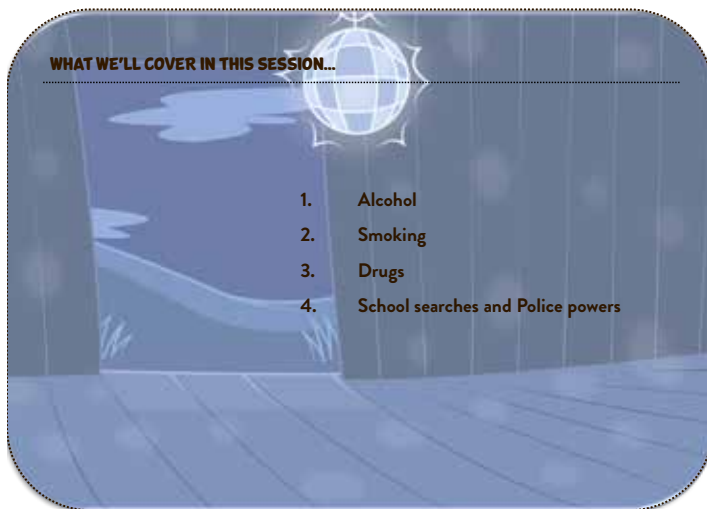 WHAT WE'LL COVER IN THIS SESSION...
1. Alcohol
2. Smoking
3. Drugs
4. School searches and Police powers